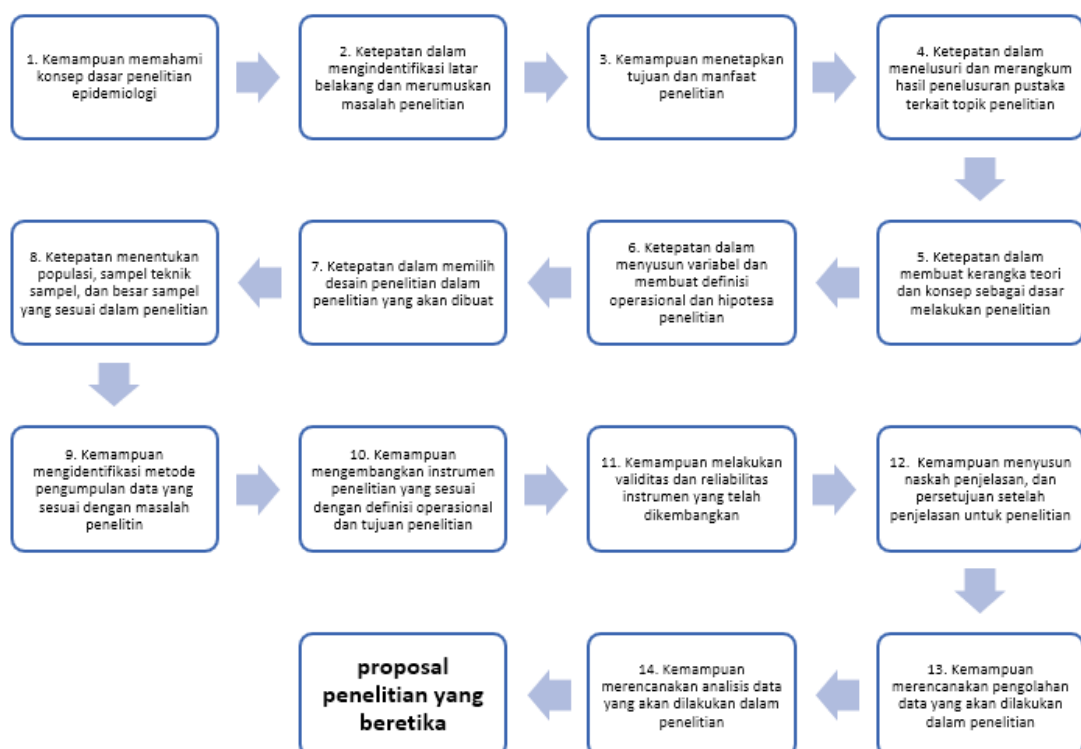 1. Kemampuan memahami
konsep dasar penelitian
epidemiologi
2. Ketepatan dalam
mengindentifikasi latar
belakang dan merumuskan
masalah penelitian
3. Kemampuan menetapkan
tujuan dan manfaat
penelitian
4. Ketepatan dalam
menelusuri dan merangkum
hasil penelusuran pustaka
terkait topik penelitian
5. Ketepatan dalam
membuat kerangka teori
dan konsep sebagai dasar
melakukan penelitian
6. Ketepatan dalam
menyusun variabel dan
membuat definisi
operasional dan hipotesa
penelitian
7. Ketepatan dalam memilih
desain penelitian dalam
penelitian yang akan dibuat
8. Ketepatan menentukan
populasi, sampel teknik
sampel, dan besar sampel
yang sesuai dalam penelitian
9. Kemampuan
mengidentifikasi metode
pengumpulan data yang
sesuai dengan masalah
penelitin
10. Kemampuan
mengembangkan instrumen
penelitian yang sesuai
dengan definisi operasional
dan tujuan penelitian
11. Kemampuan melakukan
validitas dan reliabilitas
instrumen yang telah
dikembangkan
12. Kemampuan menyusun
naskah penjelasan, dan
persetujuan setelah
penjelasan untuk penelitian
13. Kemampuan
merencanakan pengolahan
data yang akan dilakukan
dalam penelitian
14. Kemampuan
merencanakan analisis data
yang akan dilakukan dalam
penelitian
proposal
penelitian yang
beretika